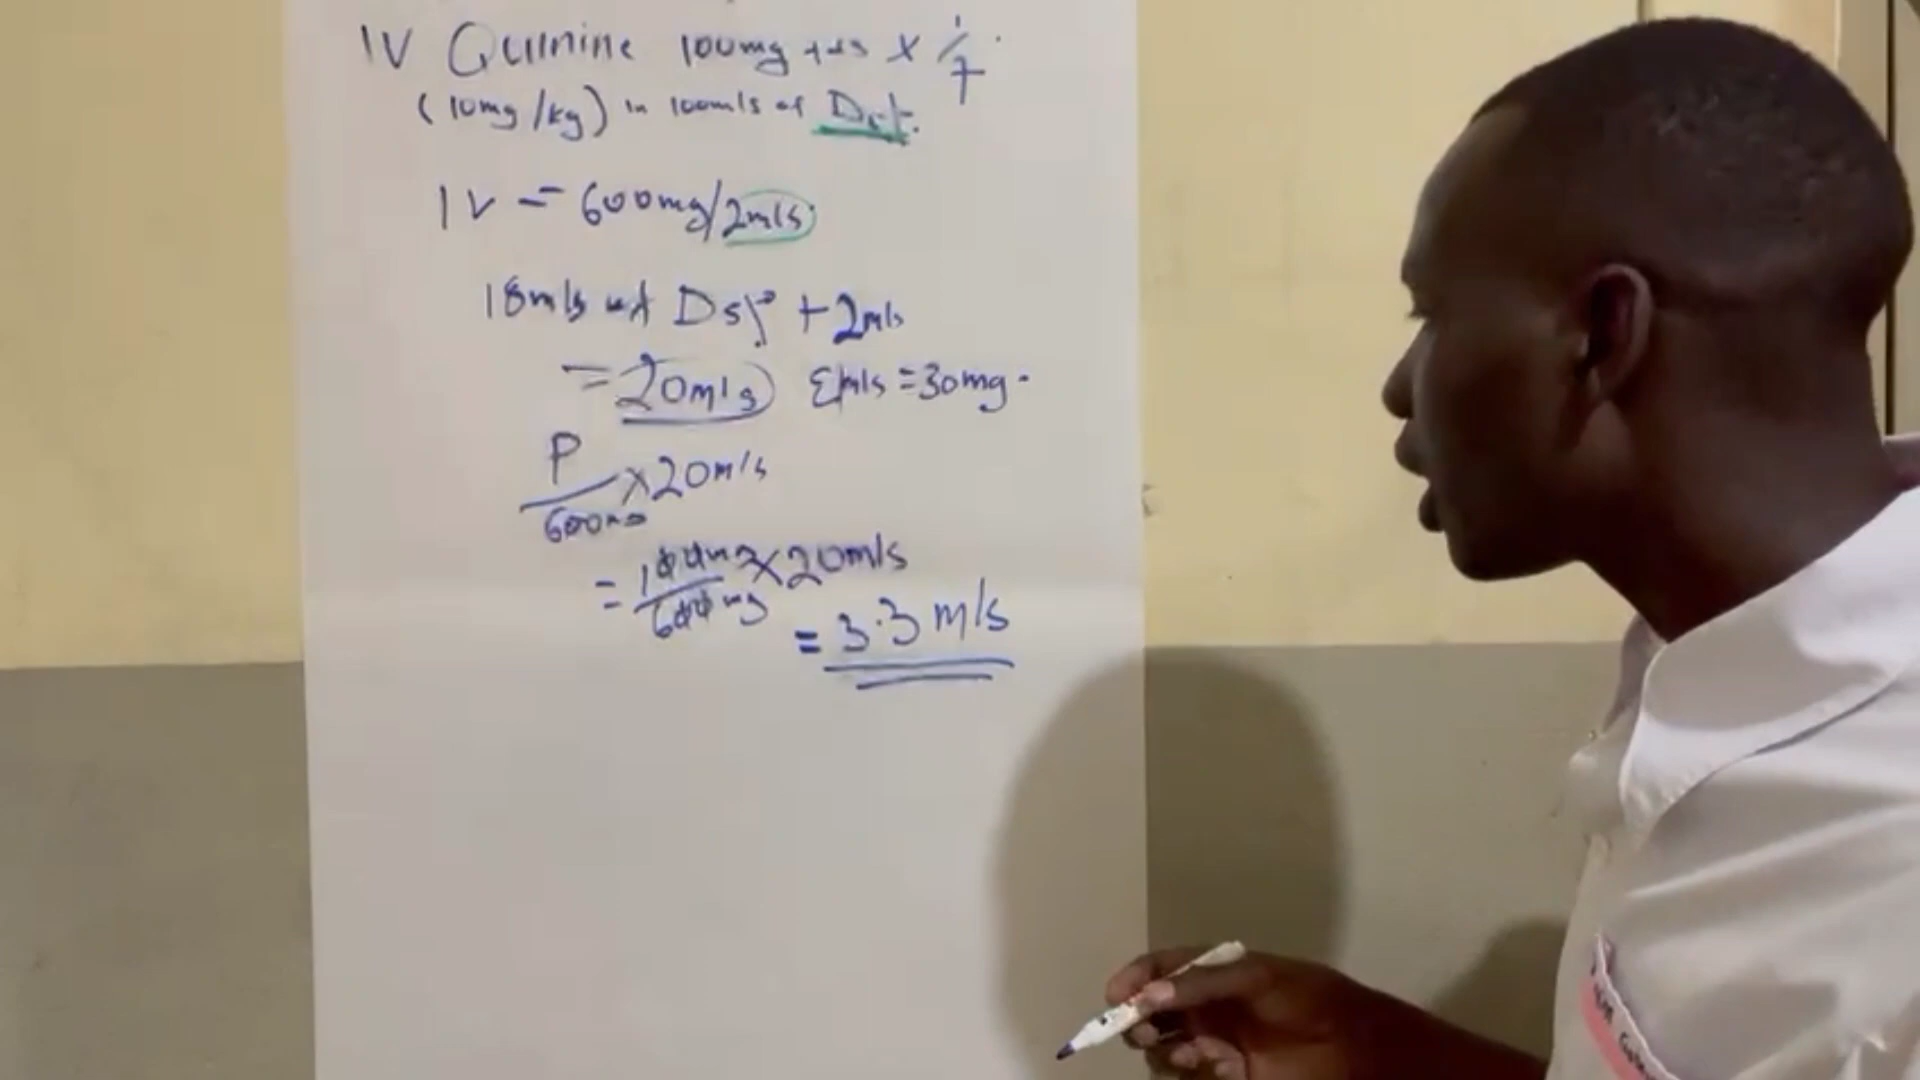 IV Quinine 100mg tds x 1/7
(10mg/kg) in 100mls of
IV = 600mg/2mls
18mls of D5% + 2mls
= 20mls Σ 1mls = 30mg.
P/600mg x 20mls
= 100mg/600mg x 20mls
= 3.3 mls